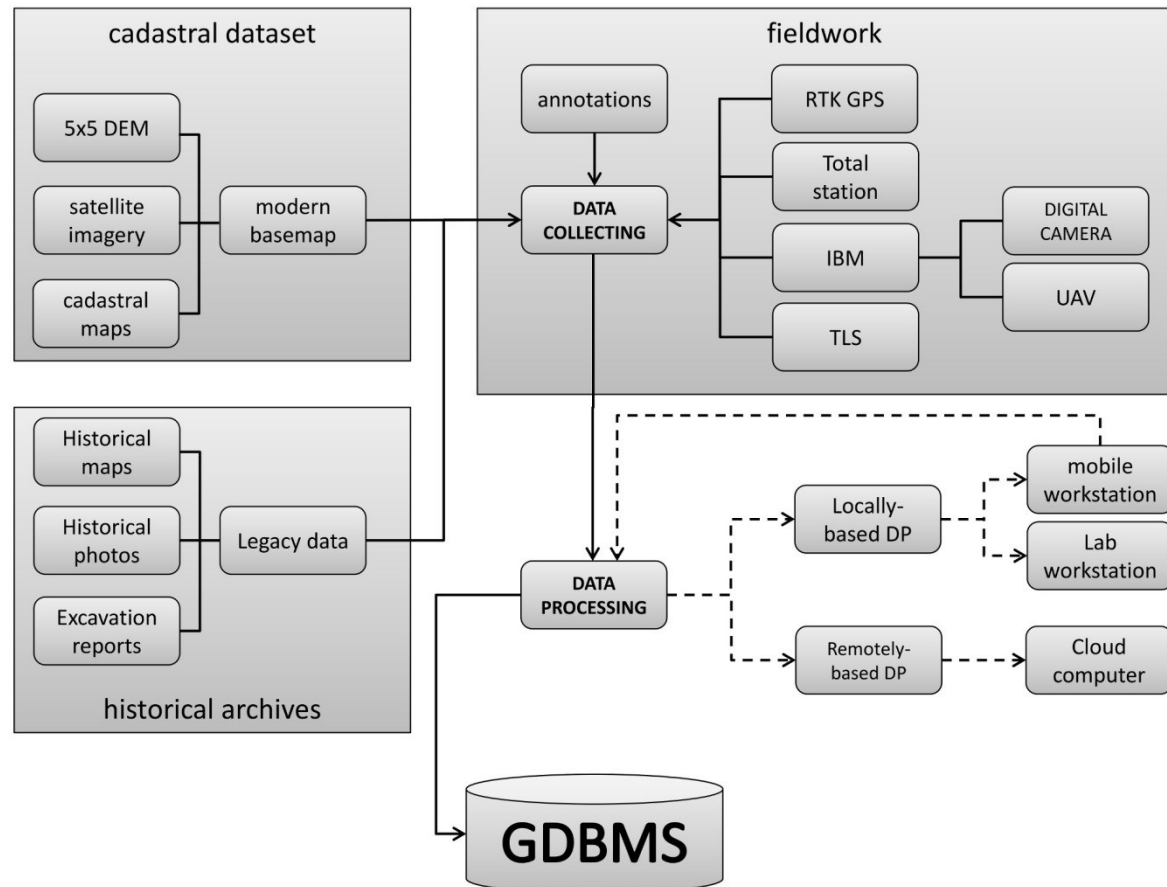 cadastral dataset
5x5 DEM
satellite
imagery
cadastral
maps
modern
basemap
fieldwork
annotations
DATA
COLLECTING
RTK GPS
Total
station
IBM
TLS
DIGITAL
CAMERA
UAV
Historical
maps
Historical
photos
Excavation
reports
Legacy data
historical archives
DATA
PROCESSING
Locally-
based DP
mobile
workstation
Lab
workstation
Remotely-
based DP
Cloud
computer
GDBMS